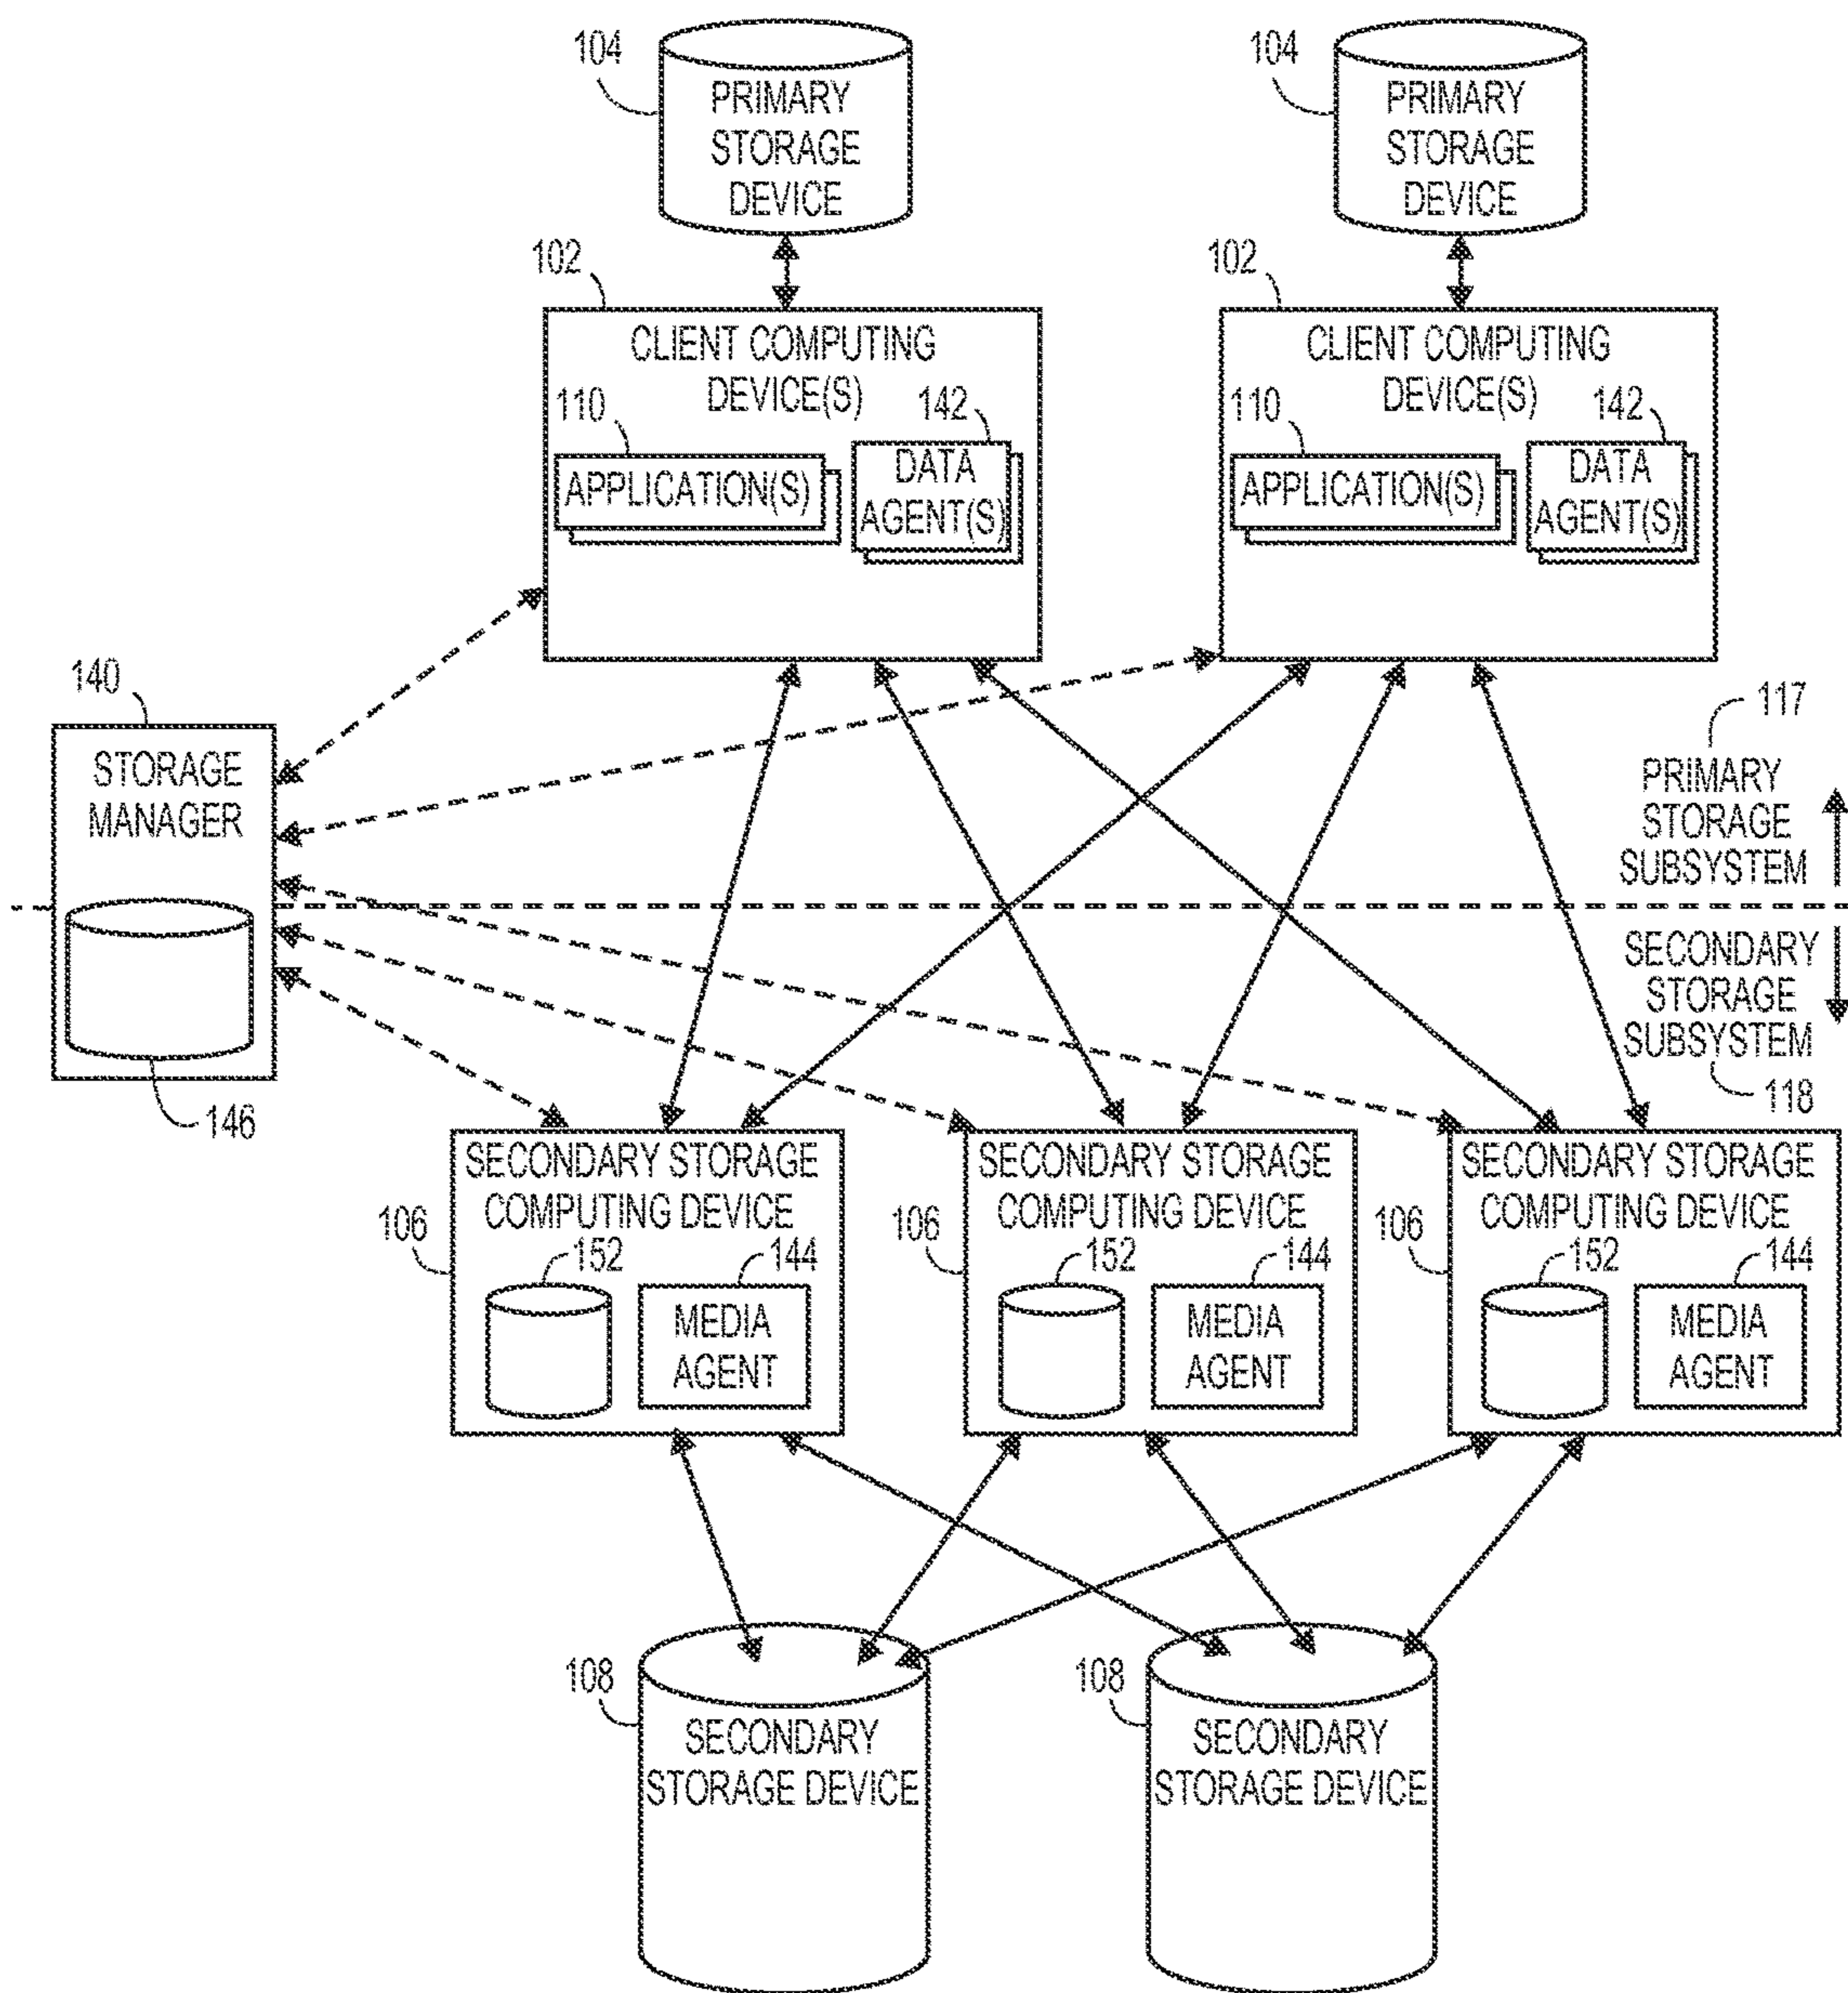 104
PRIMARY
STORAGE
DEVICE
104
PRIMARY
STORAGE
DEVICE
102
CLIENT COMPUTING
DEVICE(S)
110
142
APPLICATION(S)
DATA
AGENT(S)
102
CLIENT COMPUTING
DEVICE(S)
110
142
APPLICATION(S)
DATA
AGENT(S)
140
STORAGE
MANAGER
146
117
PRIMARY
STORAGE
SUBSYSTEM
SECONDARY
STORAGE
SUBSYSTEM
118
SECONDARY STORAGE
COMPUTING DEVICE
106
152
144
MEDIA
AGENT
SECONDARY STORAGE
COMPUTING DEVICE
106
152
144
MEDIA
AGENT
SECONDARY STORAGE
COMPUTING DEVICE
106
152
144
MEDIA
AGENT
108
SECONDARY
STORAGE DEVICE
108
SECONDARY
STORAGE DEVICE